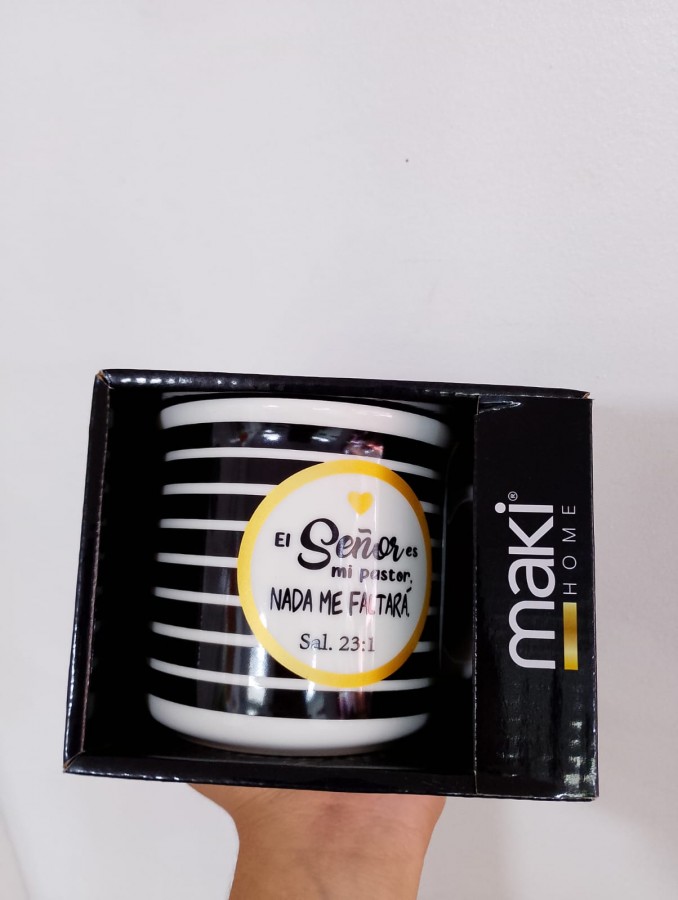 El Señor es
mi pastor,
NADA ME FALTARÁ.
Sal. 23:1
maki®
HOME